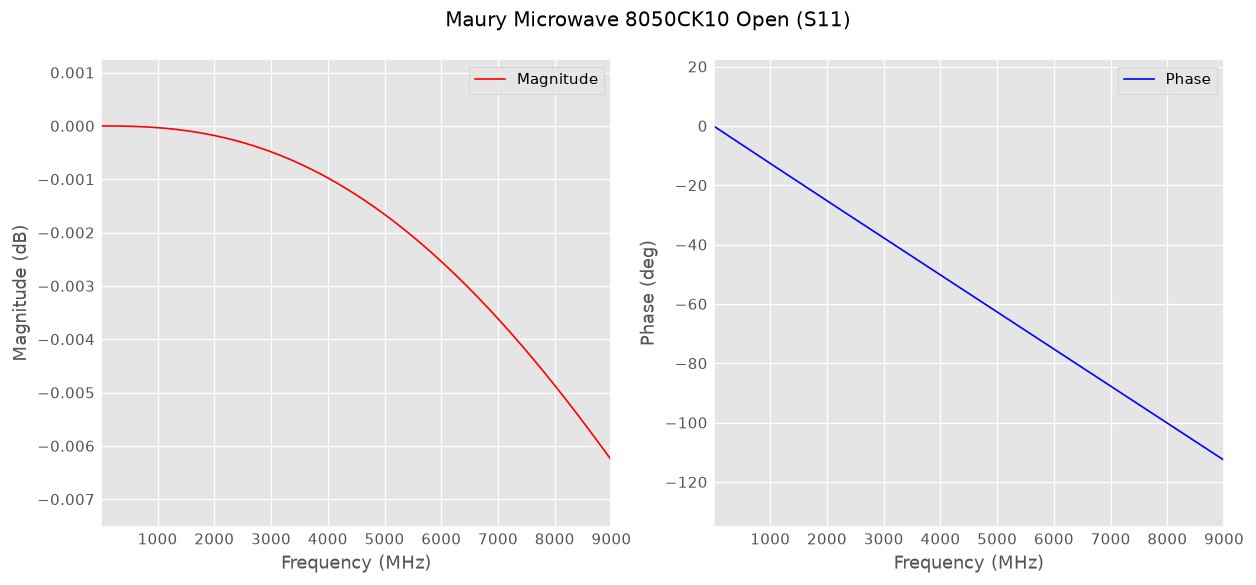 Maury Microwave 8050CK10 Open (S11)
Magnitude
0.001
0.000
−0.001
−0.002
−0.003
−0.004
−0.005
−0.006
−0.007
Magnitude (dB)
1000 2000 3000 4000 5000 6000 7000 8000 9000
Frequency (MHz)
Phase
20
0
−20
−40
−60
−80
−100
−120
Phase (deg)
1000 2000 3000 4000 5000 6000 7000 8000 9000
Frequency (MHz)